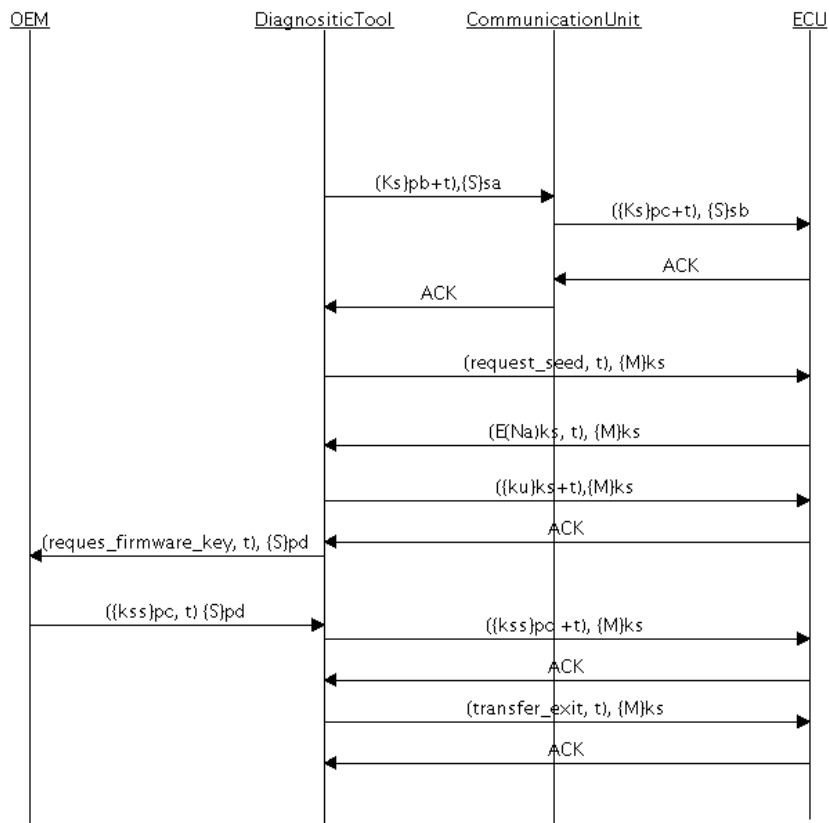 OEM DiagnositicTool CommunicationUnit ECU
(Ks}pb+t),{S}sa
({Ks}pc+t), {S}sb
ACK
ACK
(request_seed, t), {M}ks
(E(Na)ks, t), {M}ks
({ku}ks+t),{M}ks
ACK
(reques_firmware_key, t), {S}pd
({kss}pc, t) {S}pd
({kss}pc +t), {M}ks
ACK
(transfer_exit, t), {M}ks
ACK